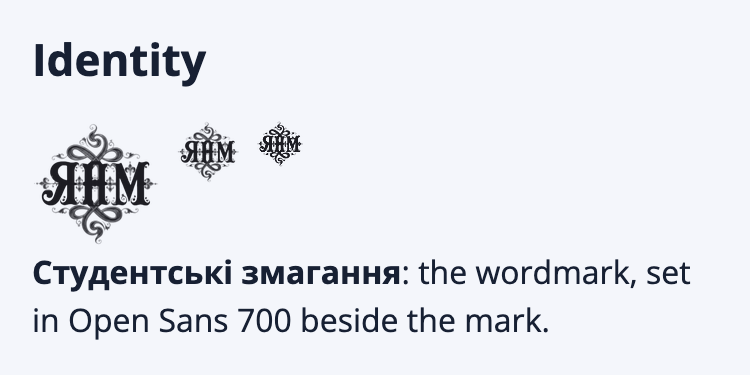 Identity
ЯНМ ЯНМ ЯНМ
Студентські змагання: the wordmark, set
in Open Sans 700 beside the mark.